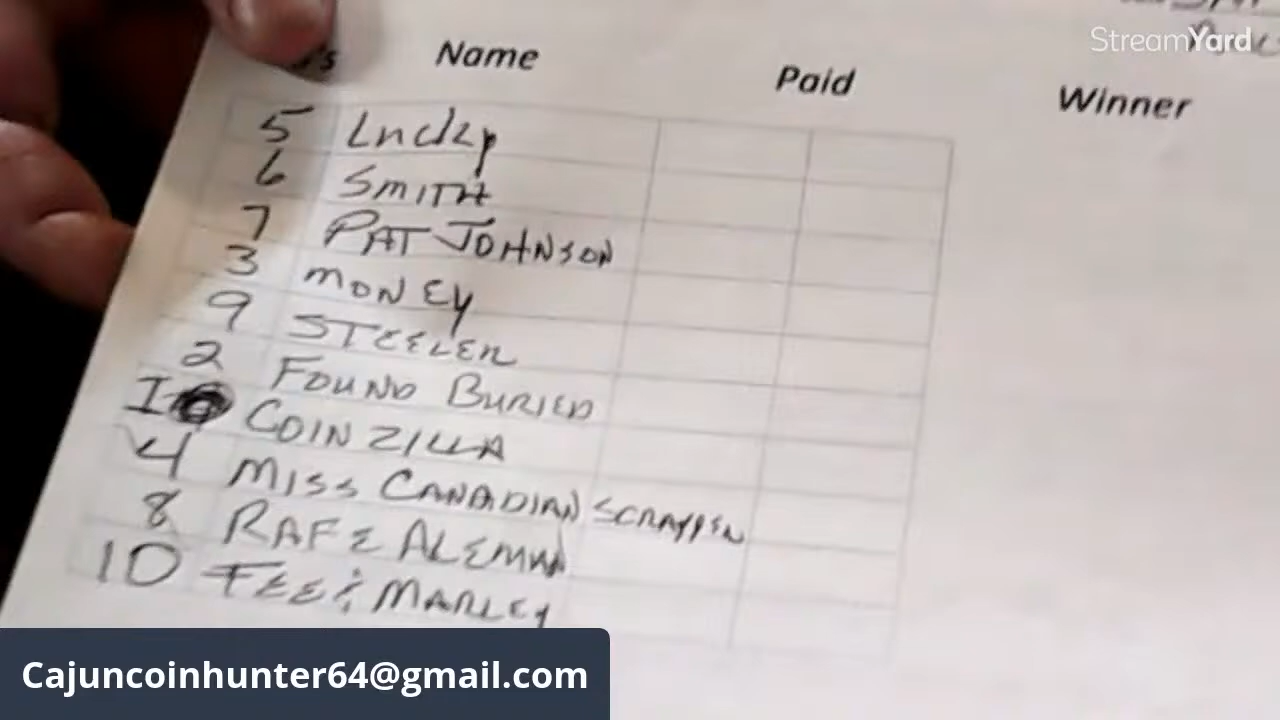 StreamYard
Name Paid Winner
5 Lucky
6 SMITH
7 PAT JOHNSON
3 MONEY
9 STEELER
2 FOUND BURIED
1 COINZILLA
4 MISS CANADIAN SCRAPPER
8 RAFE ALEMAN
10 TEE & MARLEY
Cajuncoinhunter64@gmail.com